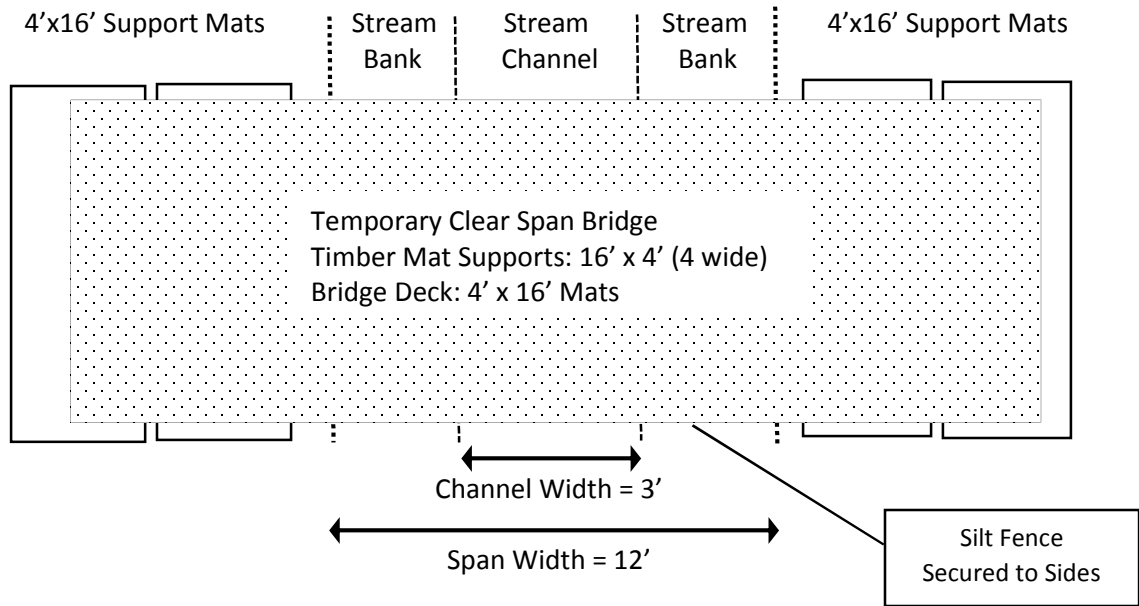 4’x16’ Support Mats
Stream
Bank
Stream
Channel
Stream
Bank
4’x16’ Support Mats
Temporary Clear Span Bridge
Timber Mat Supports: 16’ x 4’ (4 wide)
Bridge Deck: 4’ x 16’ Mats
Channel Width = 3’
Span Width = 12’
Silt Fence
Secured to Sides